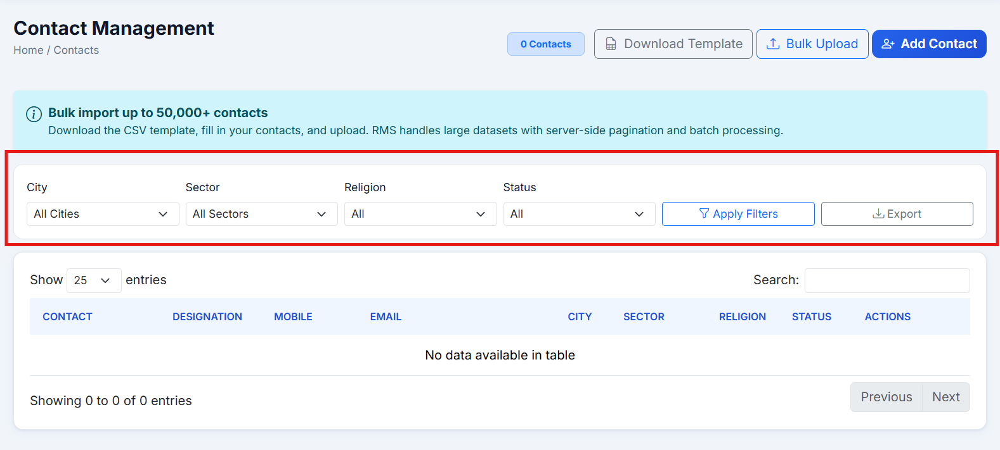 Contact Management
Home / Contacts
0 Contacts
Download Template
Bulk Upload
Add Contact
Bulk import up to 50,000+ contacts
Download the CSV template, fill in your contacts, and upload. RMS handles large datasets with server-side pagination and batch processing.
City
Sector
Religion
Status
All Cities
All Sectors
All
All
Apply Filters
Export
Show 25 entries
Search:
CONTACT DESIGNATION MOBILE EMAIL CITY SECTOR RELIGION STATUS ACTIONS
No data available in table
Showing 0 to 0 of 0 entries
Previous Next